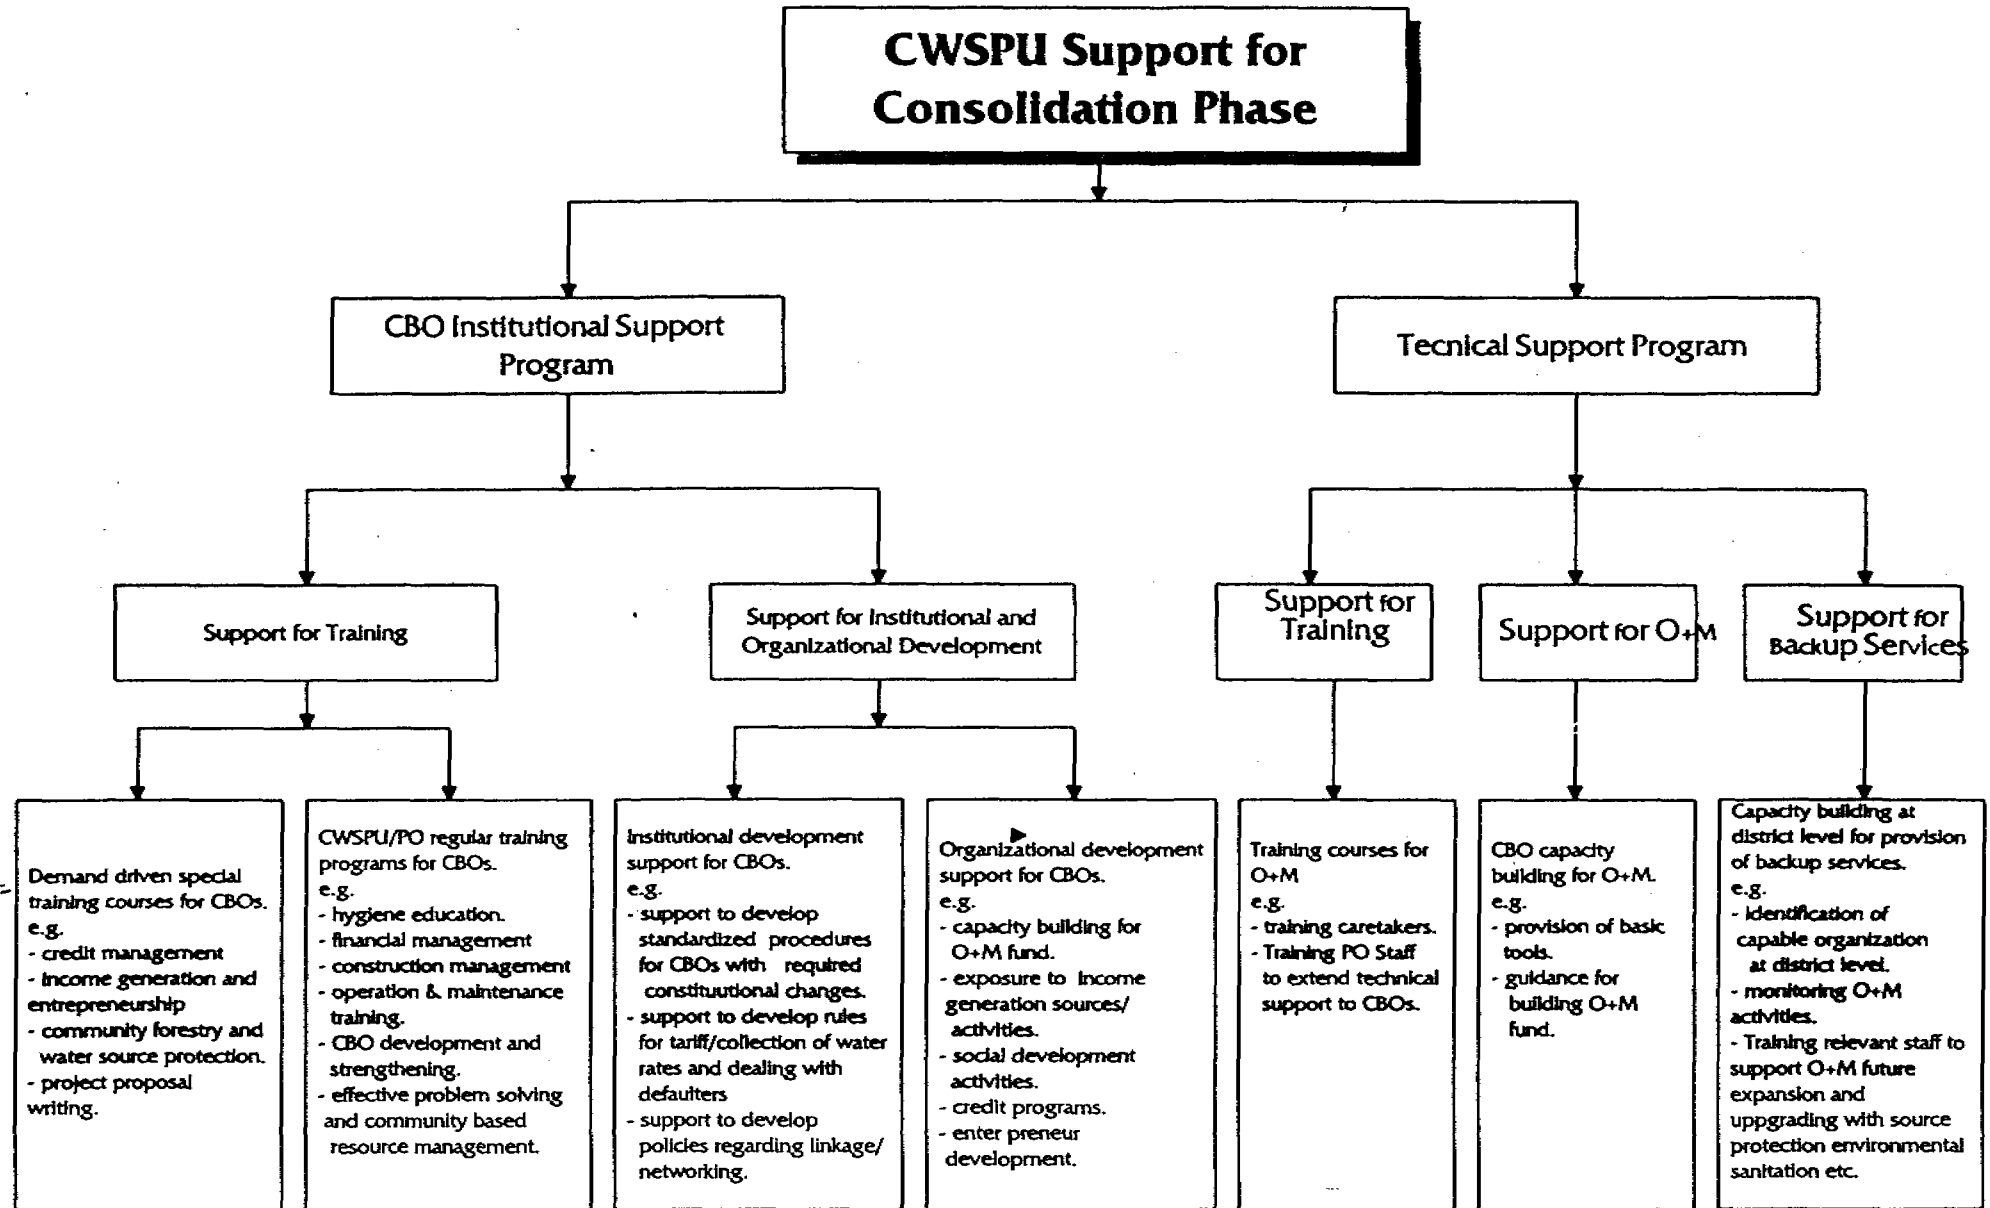 CWSPU Support for
Consolidation Phase
CBO Institutional Support
Program
Tecnical Support Program
Support for Training
Support for Institutional and
Organizational Development
Support for
Training
Support for O+M
Support for
Backup Services
Demand driven special
training courses for CBOs.
e.g.
- credit management
- income generation and
entrepreneurship
- community forestry and
water source protection.
- project proposal
writing.
CWSPU/PO regular training
programs for CBOs.
e.g.
- hygiene education.
- financial management
- construction management
- operation & maintenance
training.
- CBO development and
strengthening.
- effective problem solving
and community based
resource management.
Institutional development
support for CBOs.
e.g.
- support to develop
standardized procedures
for CBOs with required
constituutional changes.
- support to develop rules
for tariff/collection of water
rates and dealing with
defaulters
- support to develop
policies regarding linkage/
networking.
Organizational development
support for CBOs.
e.g.
- capacity building for
O+M fund.
- exposure to income
generation sources/
activities.
- social development
activities.
- credit programs.
- enter preneur
development.
Training courses for
O+M
e.g.
- training caretakers.
- Training PO Staff
to extend technical
support to CBOs.
CBO capacity
building for O+M.
e.g.
- provision of basic
tools.
- guidance for
building O+M
fund.
Capacity building at
district level for provision
of backup services.
e.g.
- identification of
capable organization
at district level.
- monitoring O+M
activities.
- Training relevant staff to
support O+M future
expansion and
uppgrading with source
protection environmental
sanitation etc.